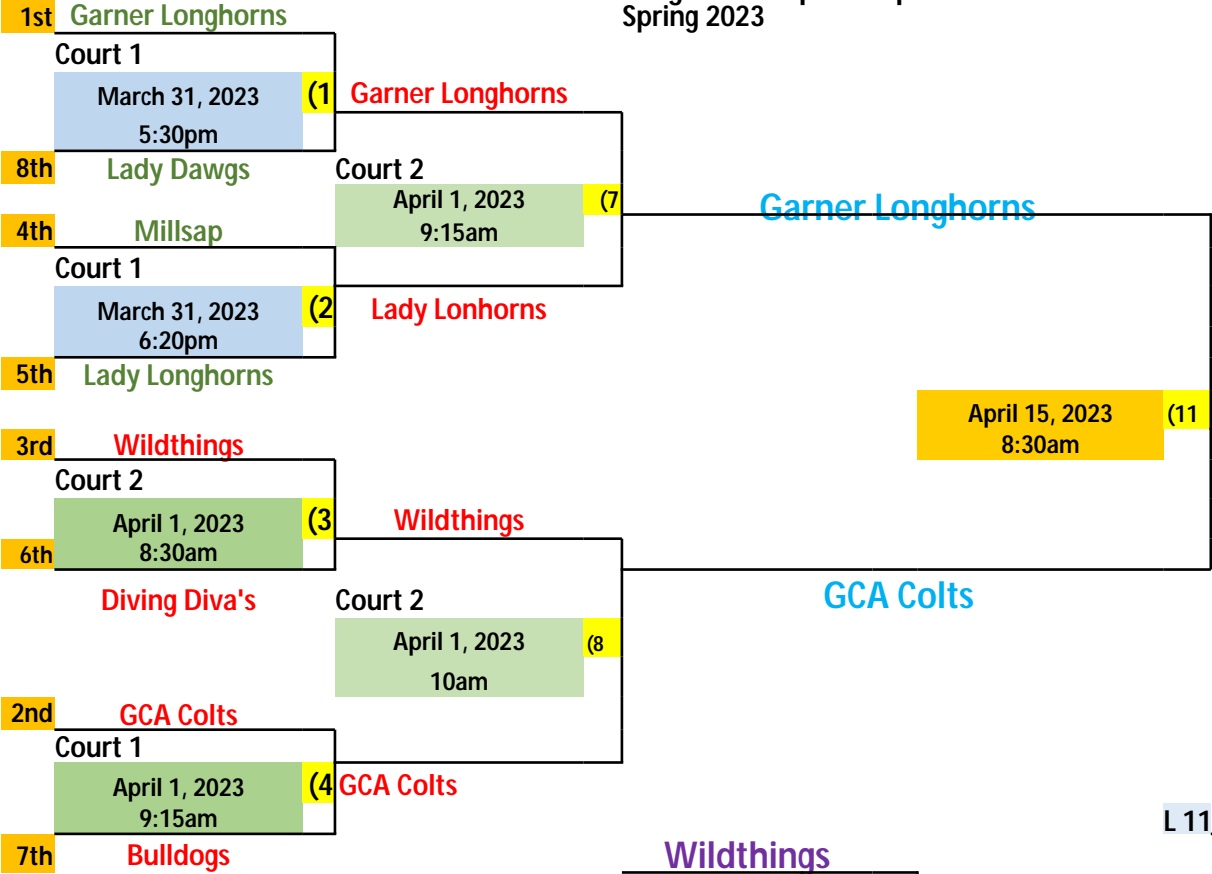 Spring 2023
1st Garner Longhorns
Court 1
March 31, 2023 (1 Garner Longhorns
5:30pm
8th Lady Dawgs Court 2
April 1, 2023 (7 Garner Longhorns
4th Millsap 9:15am
Court 1
March 31, 2023 (2 Lady Lonhorns
6:20pm
5th Lady Longhorns
April 15, 2023 (11
3rd Wildthings 8:30am
Court 2
April 1, 2023 (3 Wildthings
6th 8:30am
Diving Diva's Court 2 GCA Colts
April 1, 2023 (8
10am
2nd GCA Colts
Court 1
April 1, 2023 (4 GCA Colts
9:15am L 11
7th Bulldogs Wildthings